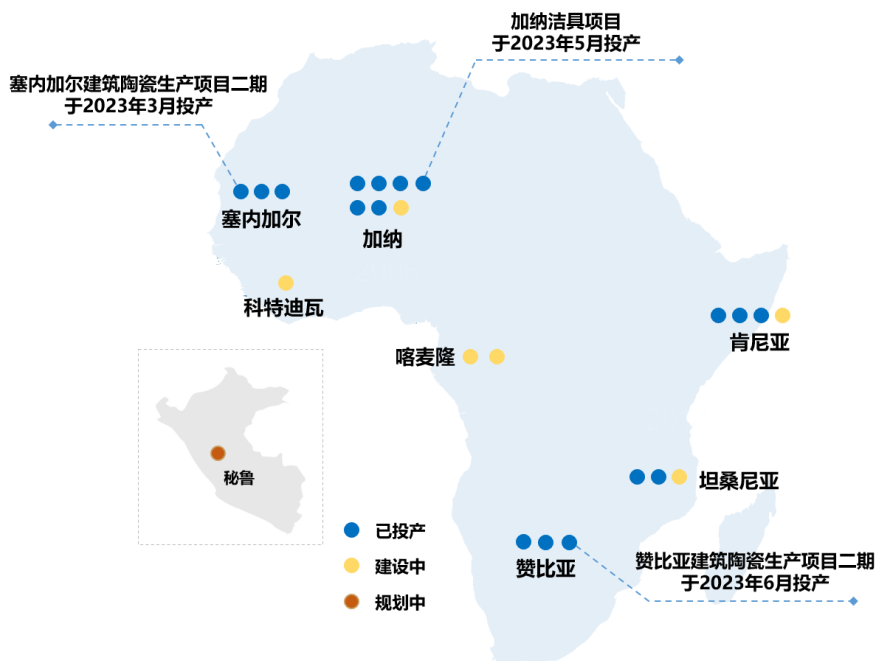 加纳洁具项目
于2023年5月投产
塞内加尔建筑陶瓷生产项目二期
于2023年3月投产
塞内加尔
加纳
科特迪瓦
肯尼亚
喀麦隆
秘鲁
坦桑尼亚
已投产
建设中
规划中
赞比亚
赞比亚建筑陶瓷生产项目二期
于2023年6月投产